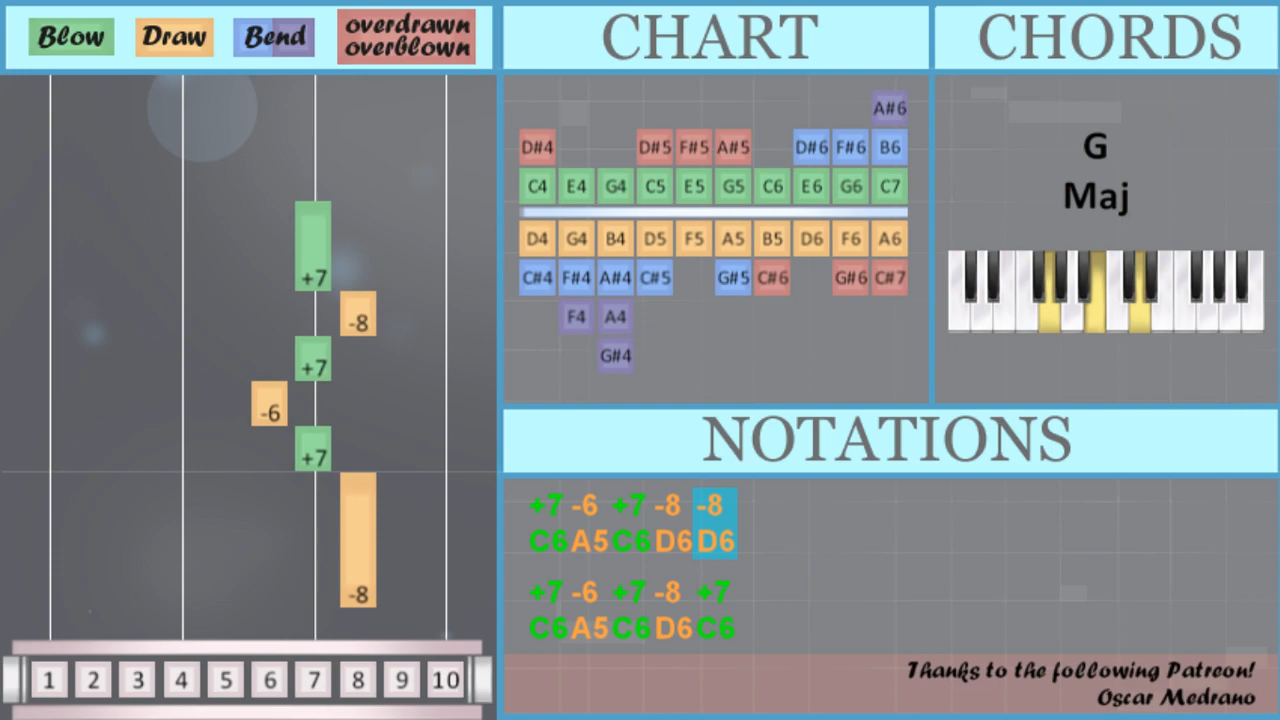 Blow Draw Bend overdrawn overblown
CHART
CHORDS
A#6
D#4 D#5 F#5 A#5 D#6 F#6 B6
C4 E4 G4 C5 E5 G5 C6 E6 G6 C7
D4 G4 B4 D5 F5 A5 B5 D6 F6 A6
C#4 F#4 A#4 C#5 G#5 C#6 G#6 C#7
F4 A4
G#4
G
Maj
+7
-8
+7
-6
+7
-8
1 2 3 4 5 6 7 8 9 10
NOTATIONS
+7 -6 +7 -8 -8
C6 A5 C6 D6 D6
+7 -6 +7 -8 +7
C6 A5 C6 D6 C6
Thanks to the following Patreon!
Oscar Medrano